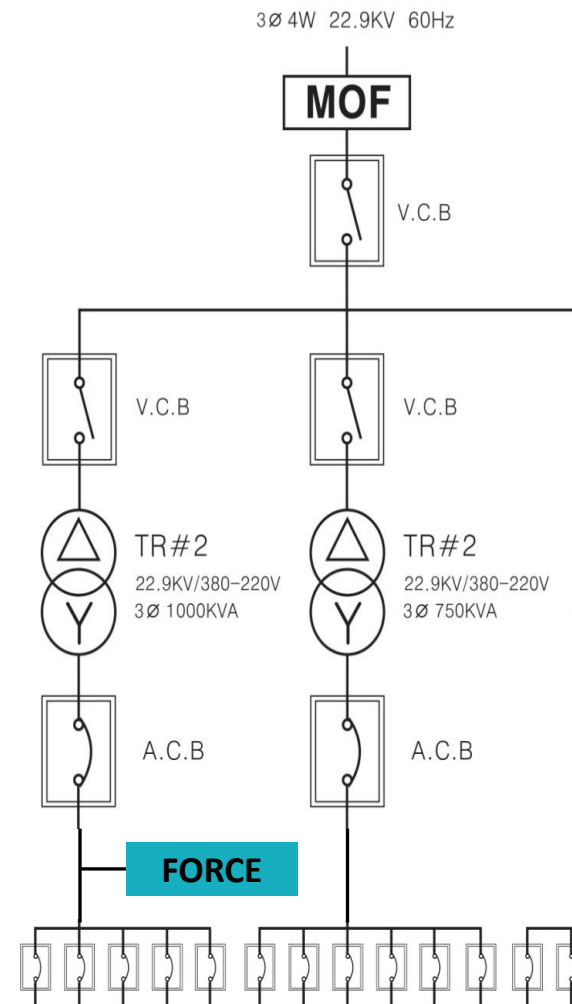 3Ø 4W 22.9KV 60Hz
MOF
V.C.B
V.C.B
V.C.B
TR#2
22.9KV/380-220V
3Ø 1000KVA
TR#2
22.9KV/380-220V
3Ø 750KVA
A.C.B
A.C.B
FORCE